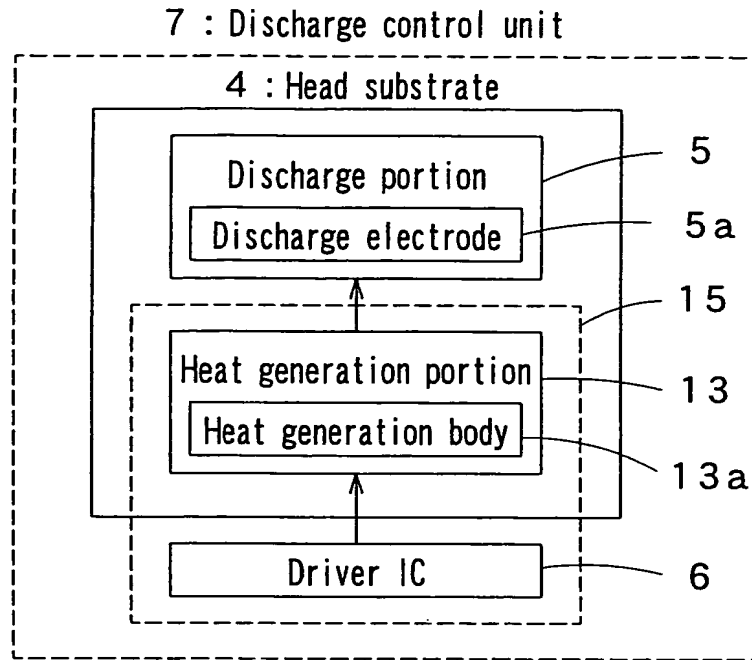 7 : Discharge control unit
4 : Head substrate
Discharge portion
5
Discharge electrode
5a
15
Heat generation portion
13
Heat generation body
13a
Driver IC
6